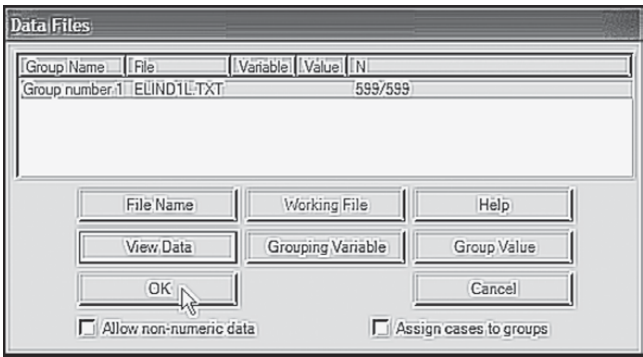 Data Files
Group Name File Variable Value N
Group number 1 ELIND1L.TXT 599/599
File Name Working File Help
View Data Grouping Variable Group Value
OK Cancel
Allow non-numeric data Assign cases to groups